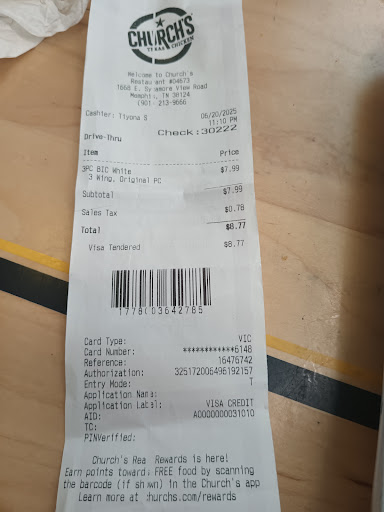 CHURCH'S
TEXAS CHICKEN
Welcome to Church's
Restaurant #04673
1868 E. Sycamore View Road
Memphis, TN 38124
(901) 213-9666
Cashier: Tiyona S
06/20/2025
11:10 PM
Check:30222
Drive-Thru
Item Price
3PC BIC White $7.99
3 Wing, Original PC
Subtotal $7.99
Sales Tax $0.78
Total $8.77
Visa Tendered $8.77
1778003642765
Card Type: VIC
Card Number: ************6148
Reference: 16476742
Authorization: 325172006496192157
Entry Mode: T
Application Name:
Application Label: VISA CREDIT
AID: A0000000031010
TC:
PINVerified:
Church's Real Rewards is here!
Earn points toward: FREE food by scanning
the barcode (if shown) in the Church's app
Learn more at churchs.com/rewards